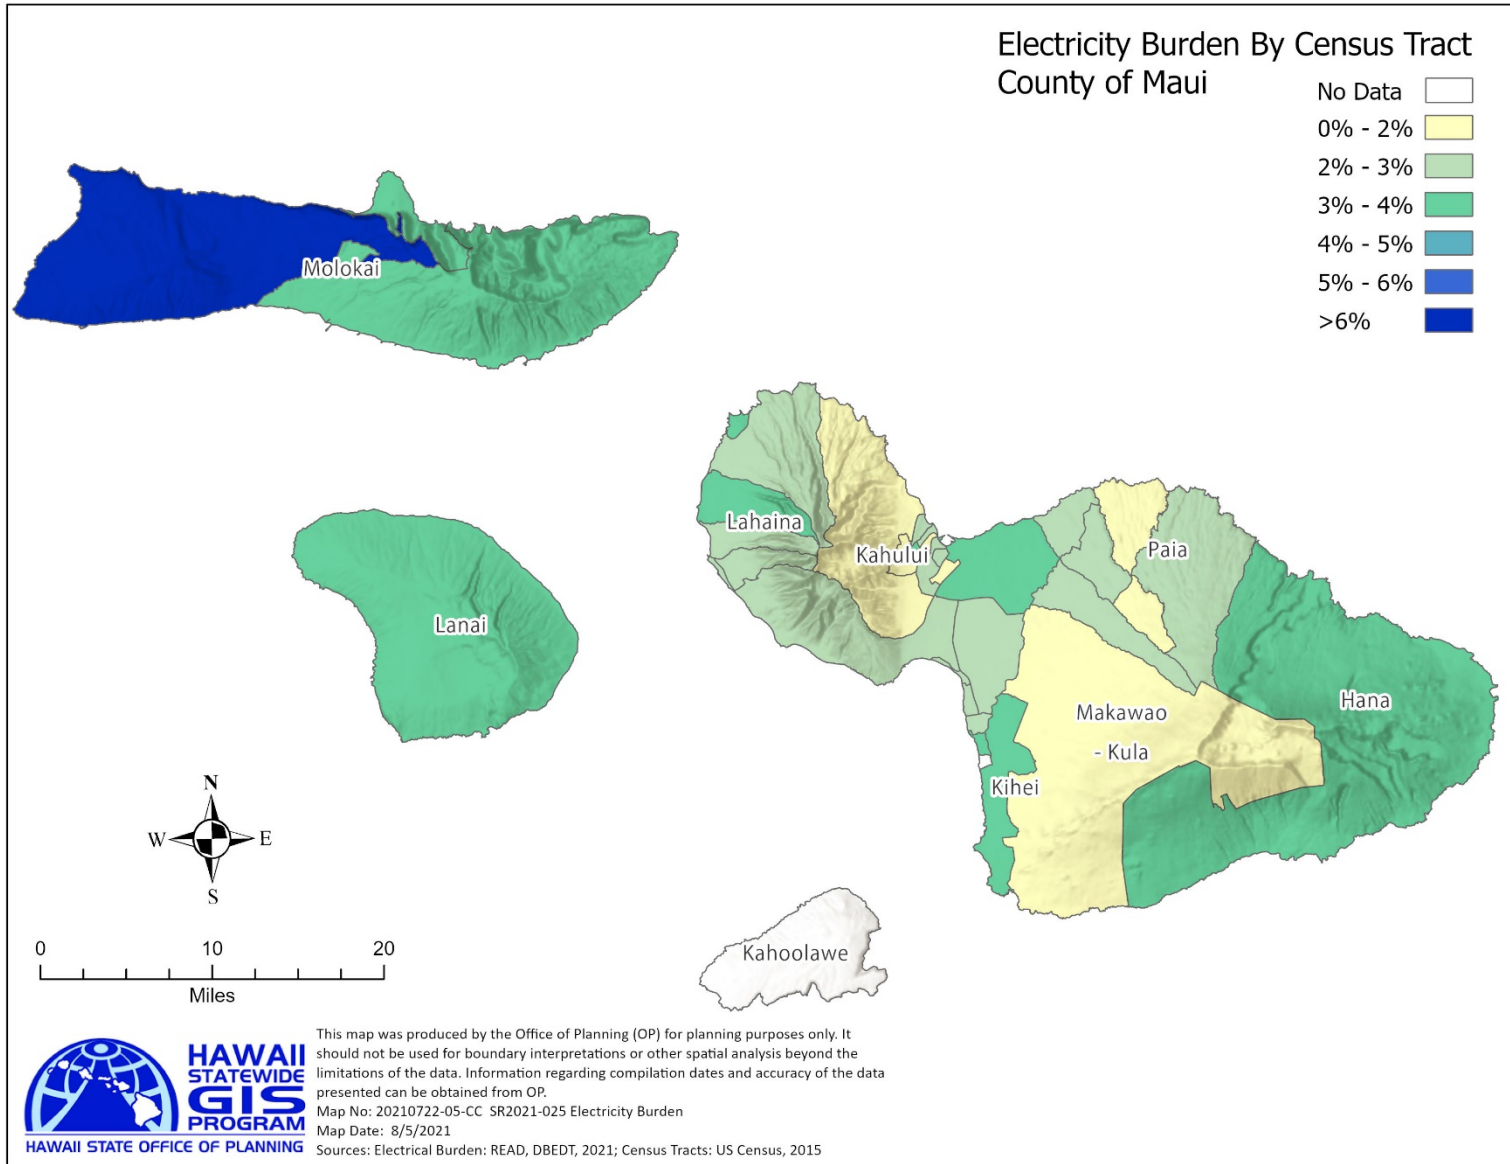 Electricity Burden By Census Tract
County of Maui
No Data
0% - 2%
2% - 3%
3% - 4%
4% - 5%
5% - 6%
>6%
Molokai
Lanai
Lahaina
Kahului
Paia
Hana
Makawao
- Kula
Kihei
Kahoolawe
N
W
E
S
0 10 20
Miles
HAWAII
STATEWIDE
GIS
PROGRAM
HAWAII STATE OFFICE OF PLANNING
This map was produced by the Office of Planning (OP) for planning purposes only. It
should not be used for boundary interpretations or other spatial analysis beyond the
limitations of the data. Information regarding compilation dates and accuracy of the data
presented can be obtained from OP.
Map No: 20210722-05-CC SR2021-025 Electricity Burden
Map Date: 8/5/2021
Sources: Electrical Burden: READ, DBEDT, 2021; Census Tracts: US Census, 2015